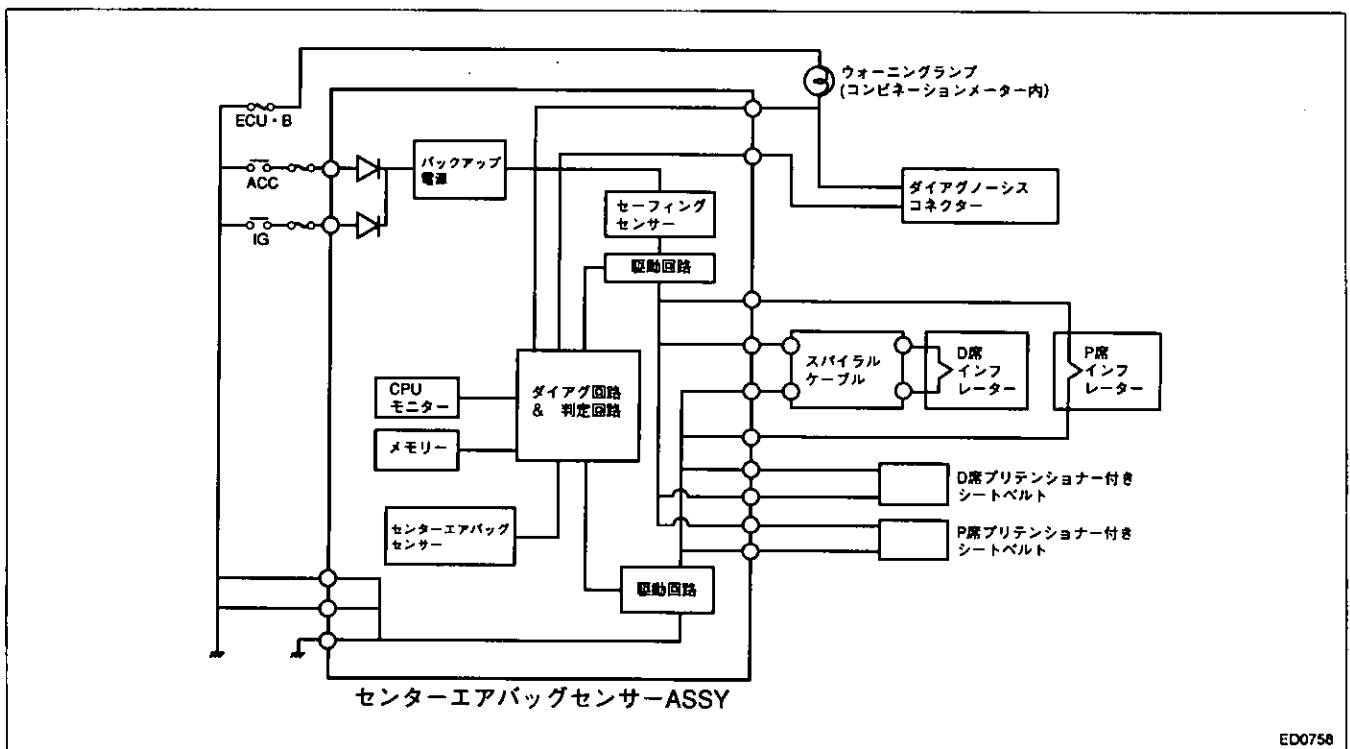 ウォーニングランプ
(コンビネーションメーター内)
ECU・B
ACC
IG
バックアップ
電源
セーフィング
センサー
駆動回路
ダイアグノーシス
コネクター
スパイラル
ケーブル
D席
インフ
レーター
P席
インフ
レーター
CPU
モニター
メモリー
ダイアグ回路
& 判定回路
センターエアバッグ
センサー
駆動回路
D席プリテンショナー付き
シートベルト
P席プリテンショナー付き
シートベルト
センターエアバッグセンサーASSY
ED0758